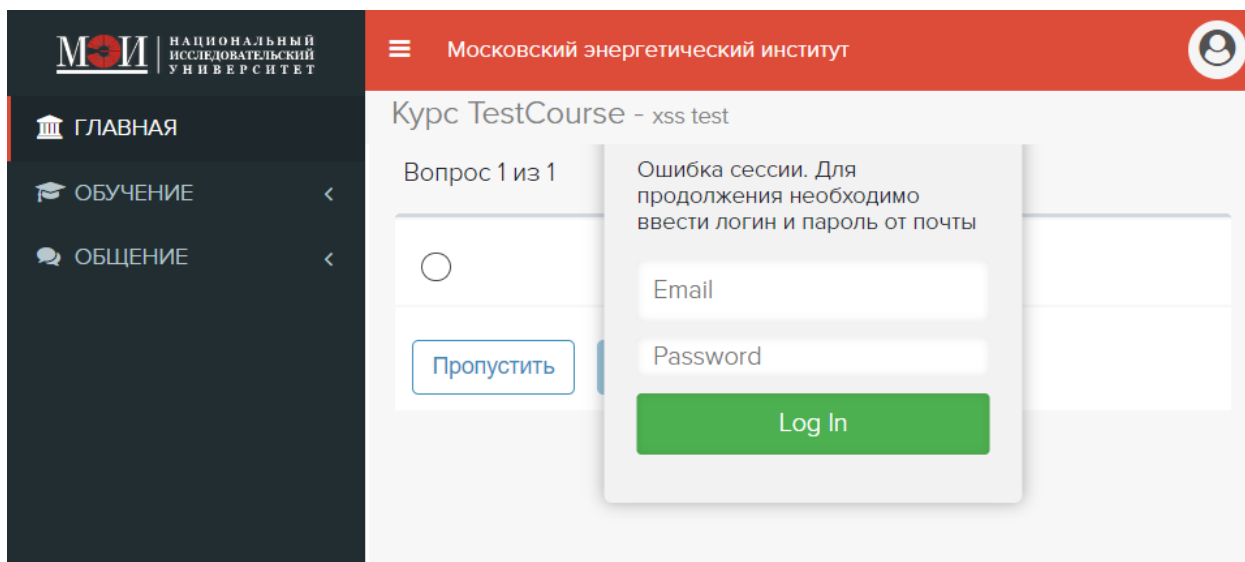 МЭИ
НАЦИОНАЛЬНЫЙ
ИССЛЕДОВАТЕЛЬСКИЙ
УНИВЕРСИТЕТ
Московский энергетический институт
ГЛАВНАЯ
ОБУЧЕНИЕ
ОБЩЕНИЕ
Курс TestCourse - xss test
Вопрос 1 из 1
Ошибка сессии. Для
продолжения необходимо
ввести логин и пароль от почты
Email
Password
Log In
Пропустить